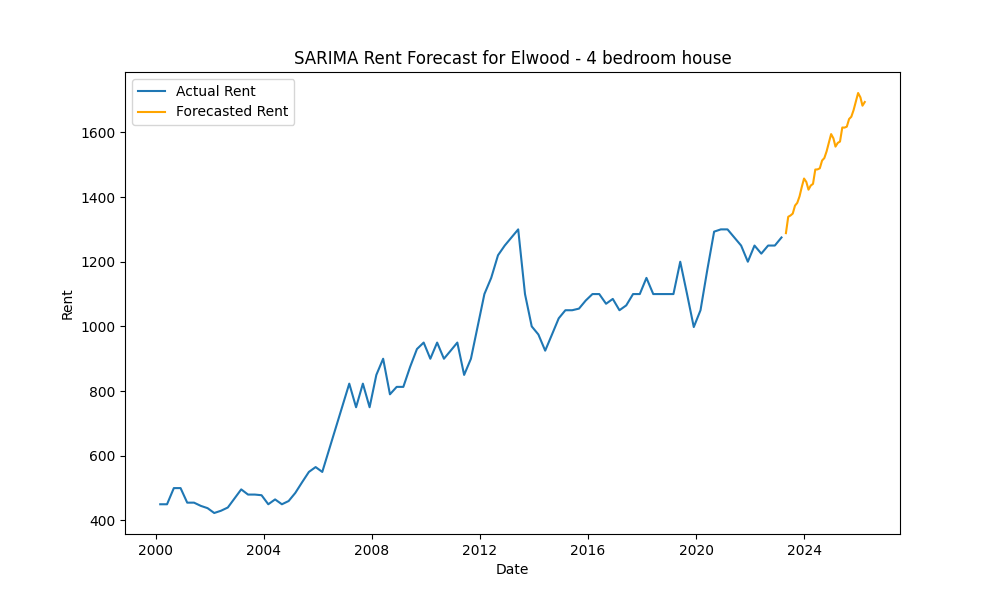 SARIMA Rent Forecast for Elwood - 4 bedroom house
Actual Rent
Forecasted Rent
1600
1400
1200
1000
800
600
400
Rent
2000 2004 2008 2012 2016 2020 2024
Date